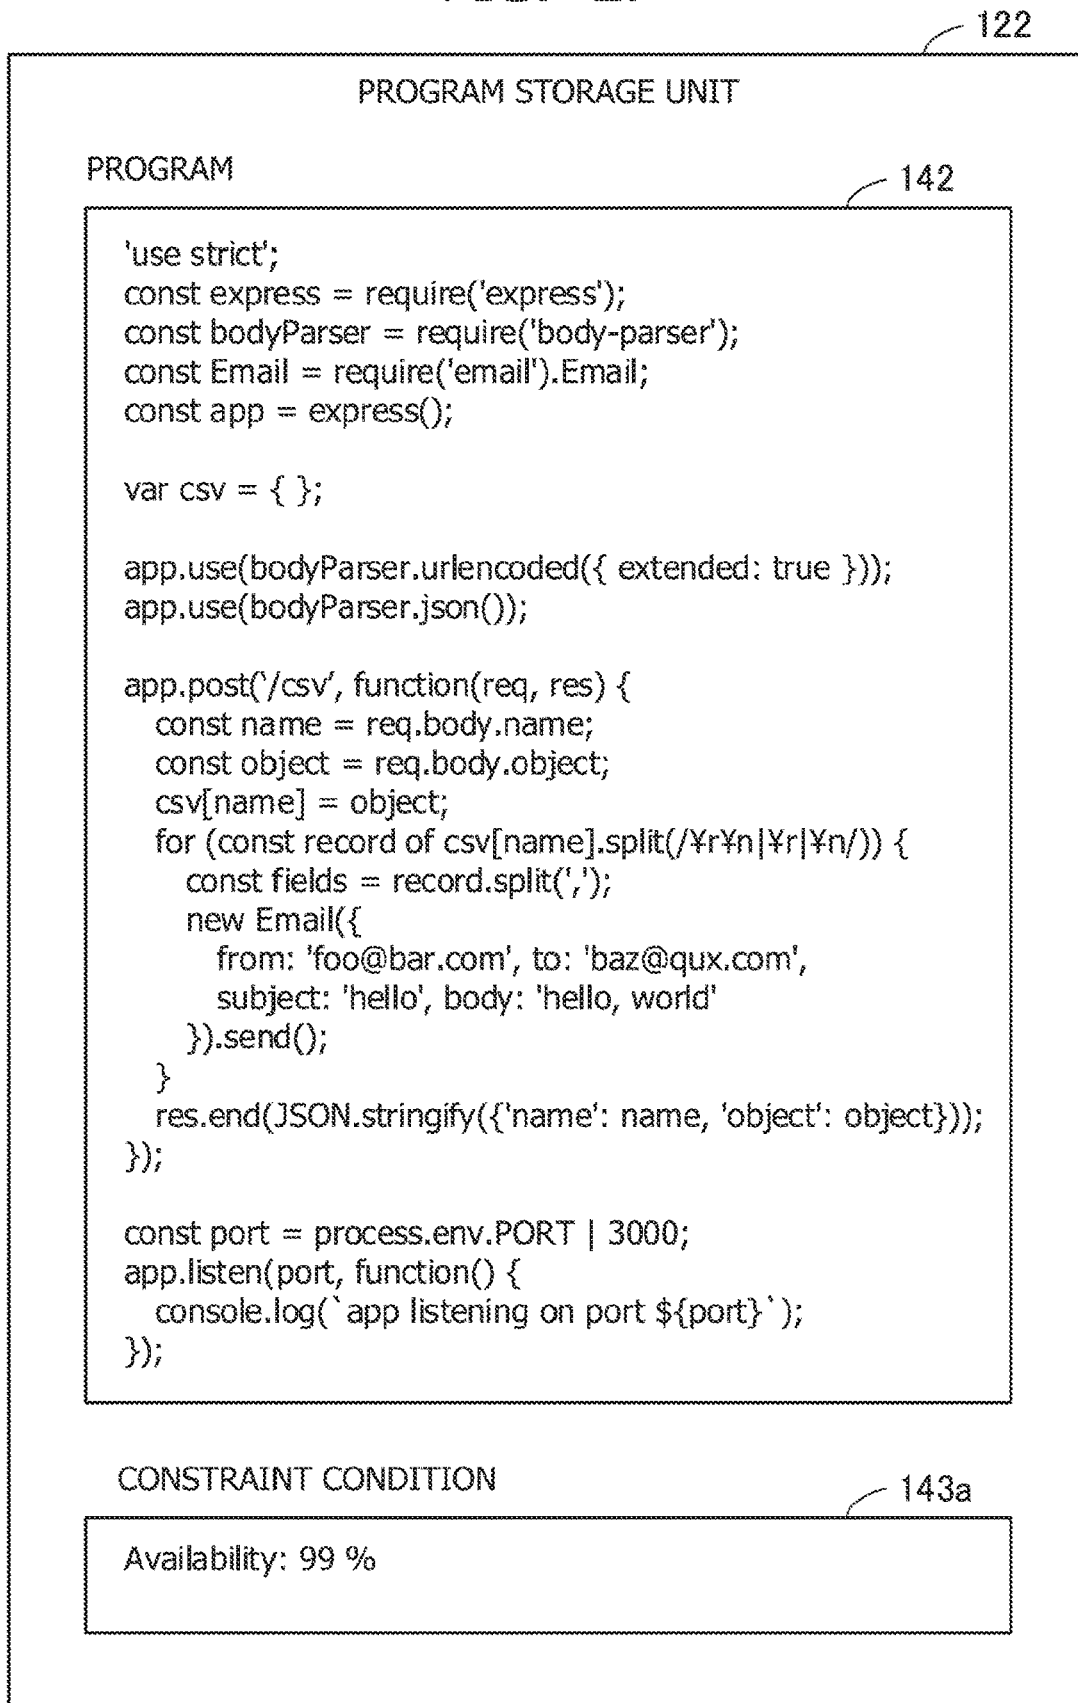 122
PROGRAM STORAGE UNIT
PROGRAM
142
'use strict';
const express = require('express');
const bodyParser = require('body-parser');
const Email = require('email').Email;
const app = express();
var csv = { };
app.use(bodyParser.urlencoded({ extended: true }));
app.use(bodyParser.json());
app.post('/csv', function(req, res) {
const name = req.body.name;
const object = req.body.object;
csv[name] = object;
for (const record of csv[name].split(/¥r¥n|¥r|¥n/)) {
const fields = record.split(',');
new Email({
from: 'foo@bar.com', to: 'baz@qux.com',
subject: 'hello', body: 'hello, world'
}).send();
}
res.end(JSON.stringify({'name': name, 'object': object}));
});
const port = process.env.PORT | 3000;
app.listen(port, function() {
console.log(`app listening on port ${port}`);
});
CONSTRAINT CONDITION
143a
Availability: 99 %